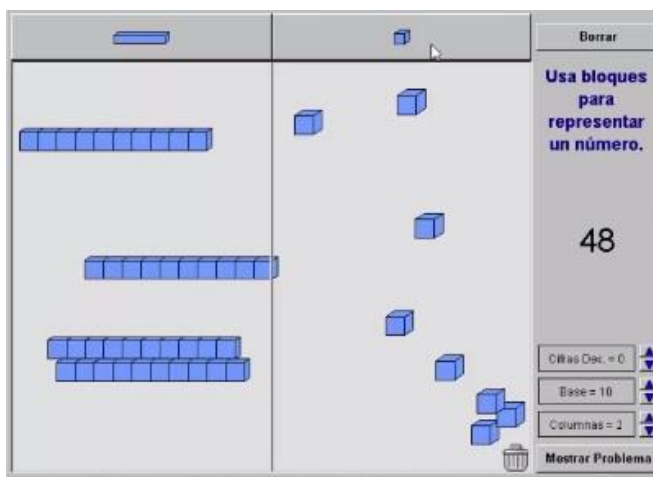 Borrar
Usa bloques
para
representar
un número.
48
Cifras Dec. = 0
Base = 10
Columnas = 2
Mostrar Problema